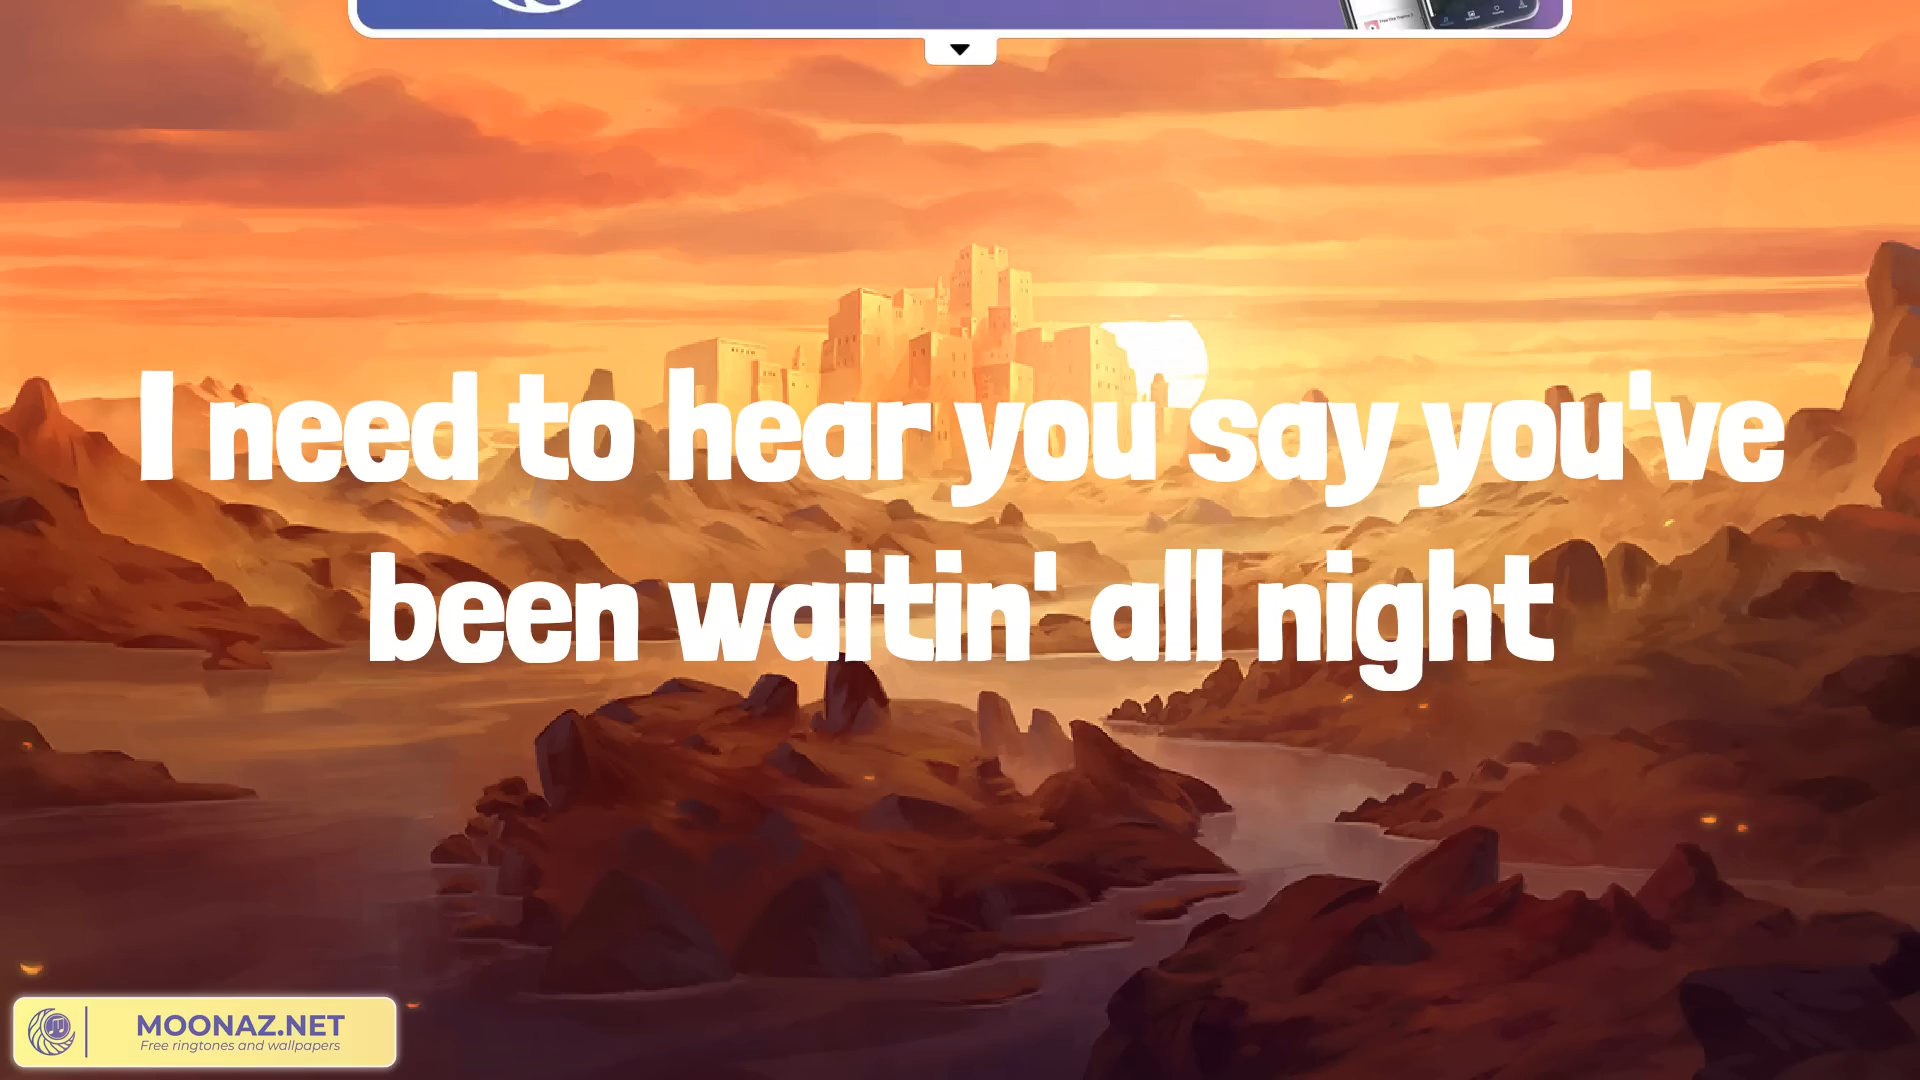 I need to hear you say you've
been waitin' all night
MOONAZ.NET
Free ringtones and wallpapers